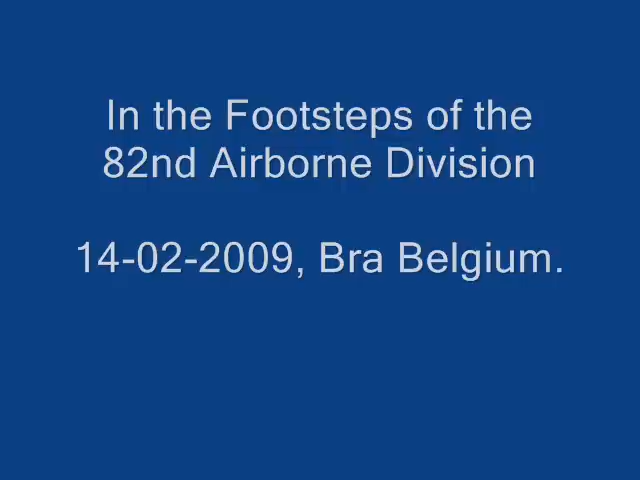 In the Footsteps of the
82nd Airborne Division
14-02-2009, Bra Belgium.